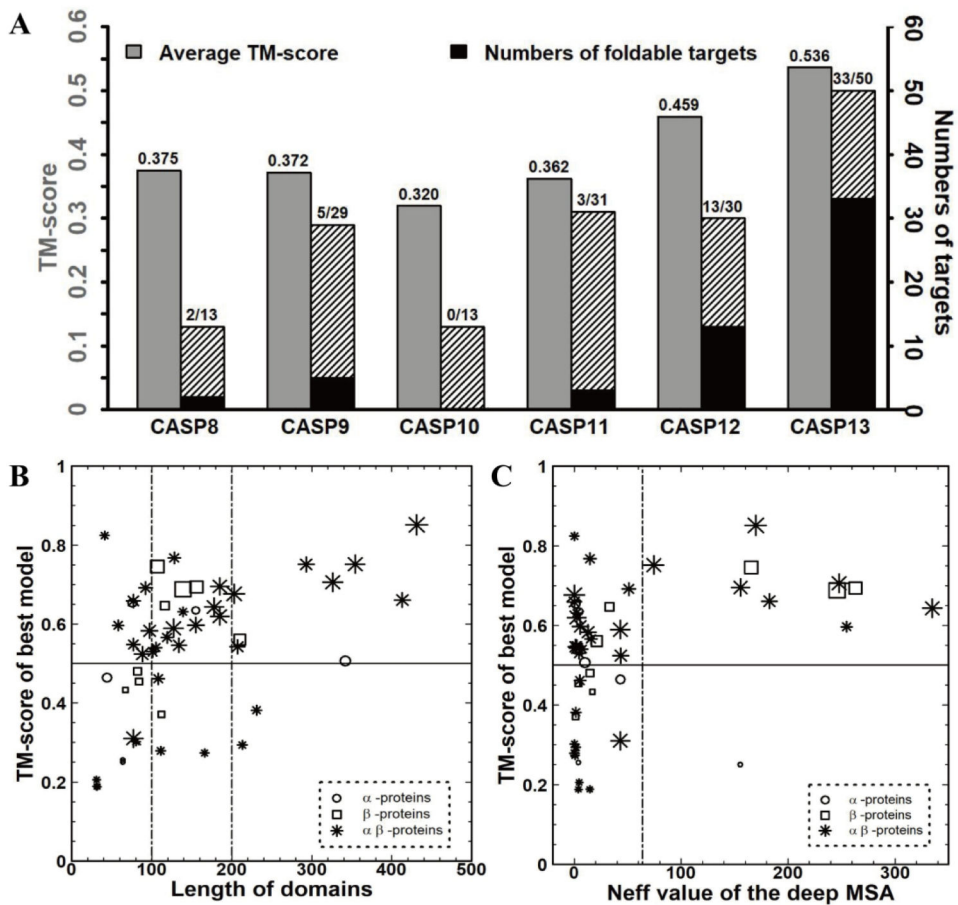 A
Average TM-score
Numbers of foldable targets
TM-score
0 0.1 0.2 0.3 0.4 0.5 0.6
0.375 2/13
0.372 5/29
0.320 0/13
0.362 3/31
0.459 13/30
0.536 33/50
CASP8 CASP9 CASP10 CASP11 CASP12 CASP13
0 10 20 30 40 50 60
Numbers of targets
B
TM-score of best model
1
0.8
0.6
0.4
0.2
0
α -proteins
β -proteins
α β -proteins
0 100 200 300 400 500
Length of domains
C
TM-score of best model
1
0.8
0.6
0.4
0.2
0
α -proteins
β -proteins
α β -proteins
0 100 200 300
Neff value of the deep MSA